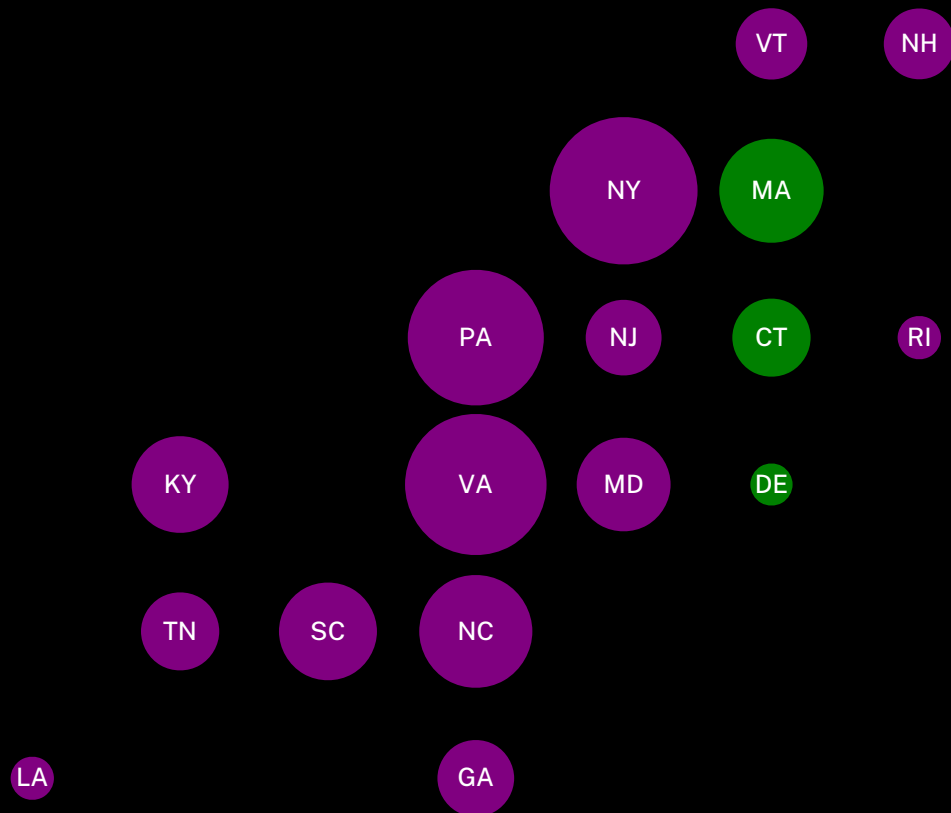 VT NH
NY MA
PA NJ CT RI
KY VA MD DE
TN SC NC
LA GA